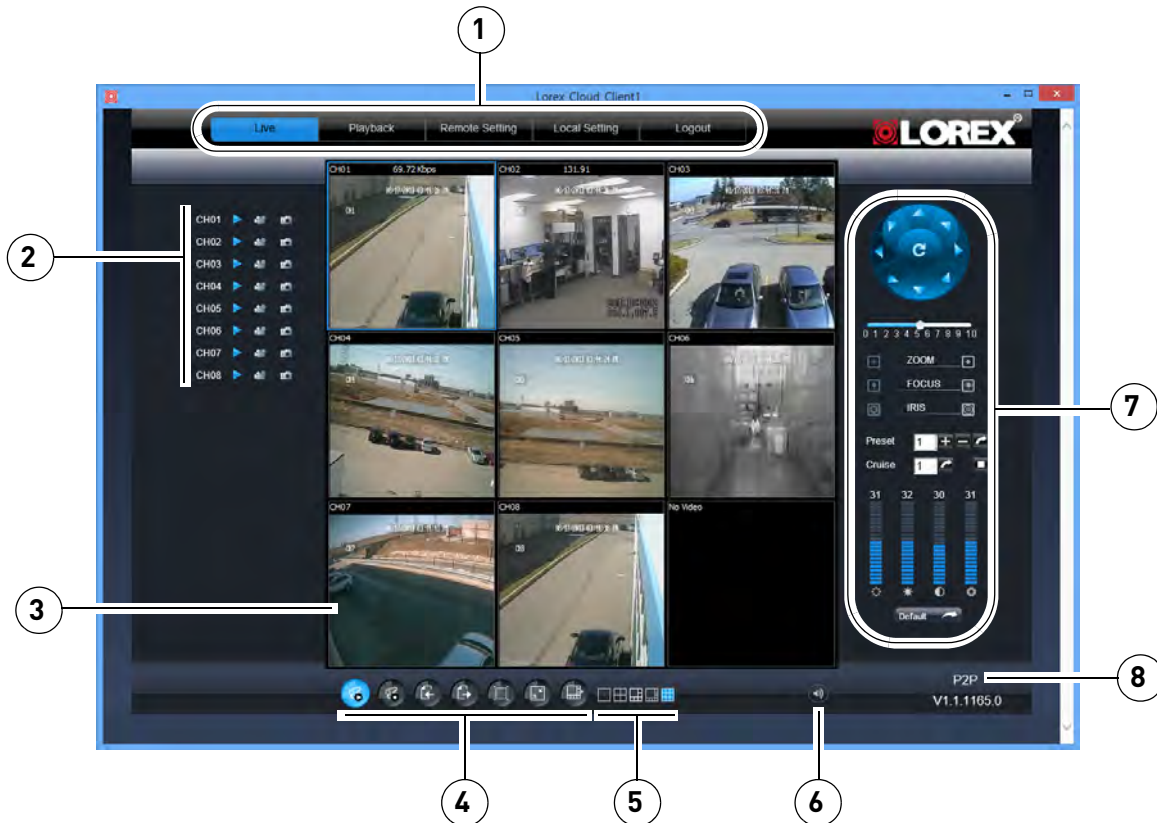 1
Lorex Cloud Client1
Live Playback Remote Setting Local Setting Logout
LOREX®
CH01 69.72 Kbps
CH02 131.91
CH03
CH01
CH02
CH03
CH04
CH05
CH06
CH07
CH08
2
CH04
CH05
CH06
CH07
CH08
No Video
0 1 2 3 4 5 6 7 8 9 10
ZOOM
FOCUS
IRIS
Preset 1
Cruise 1
31 32 30 31
Default
7
3
P2P
V1.1.1165.0
8
4
5
6